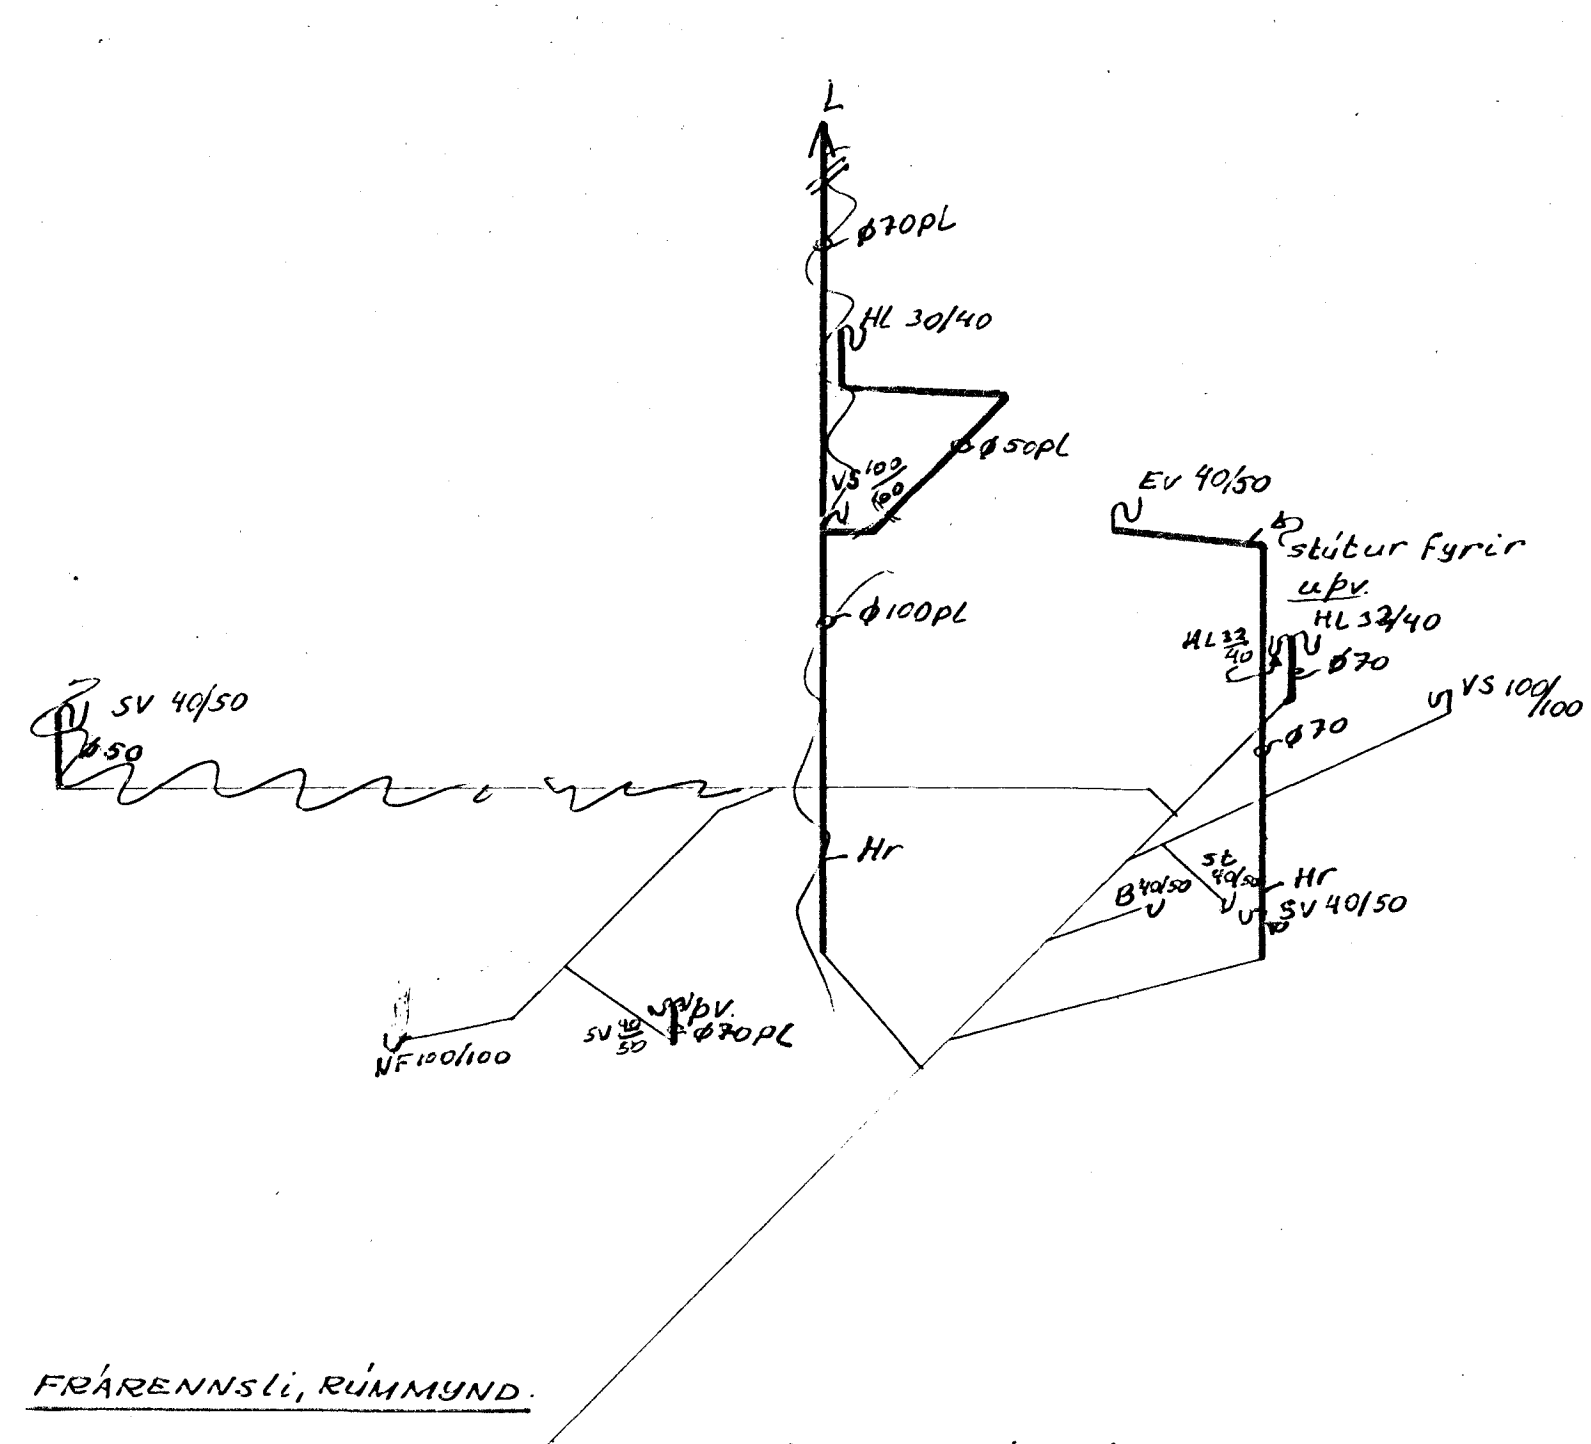 L
ø70pL
HL 30/40
ø50pL
VS 100/100
Ev 40/50
stútur fyrir
upv.
HL 32/40
HL 32/40
ø70
VS 100/100
ø100pL
SV 40/50
ø50
ø70
Hr
st 40/50
B 40/50
Hr
SV 40/50
þv.
SV 40/50
ø70pL
NF 100/100
FRÁRENNSLI, RÚMMYND.